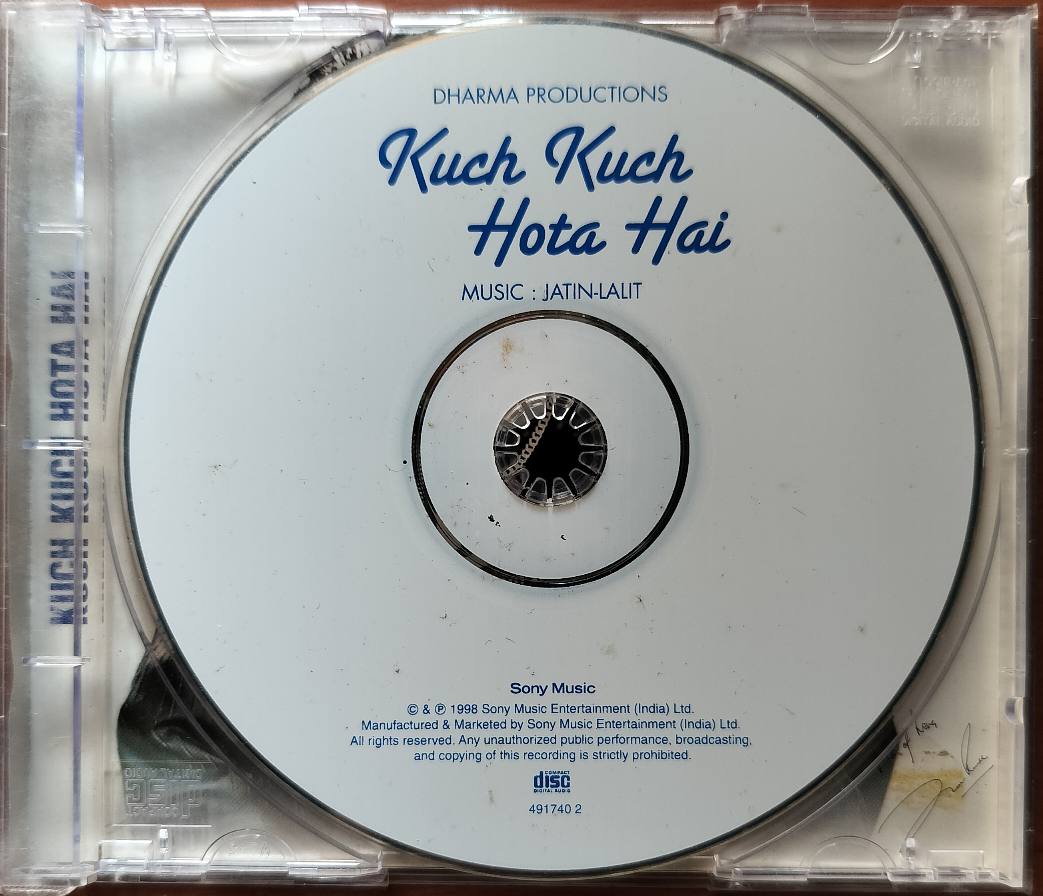 DHARMA PRODUCTIONS
Kuch Kuch
Hota Hai
MUSIC : JATIN-LALIT
KUCH KUCH HOTA HAI
Sony Music
© & ℗ 1998 Sony Music Entertainment (India) Ltd.
Manufactured & Marketed by Sony Music Entertainment (India) Ltd.
All rights reserved. Any unauthorized public performance, broadcasting,
and copying of this recording is strictly prohibited.
COMPACT
disc
DIGITAL AUDIO
491740 2